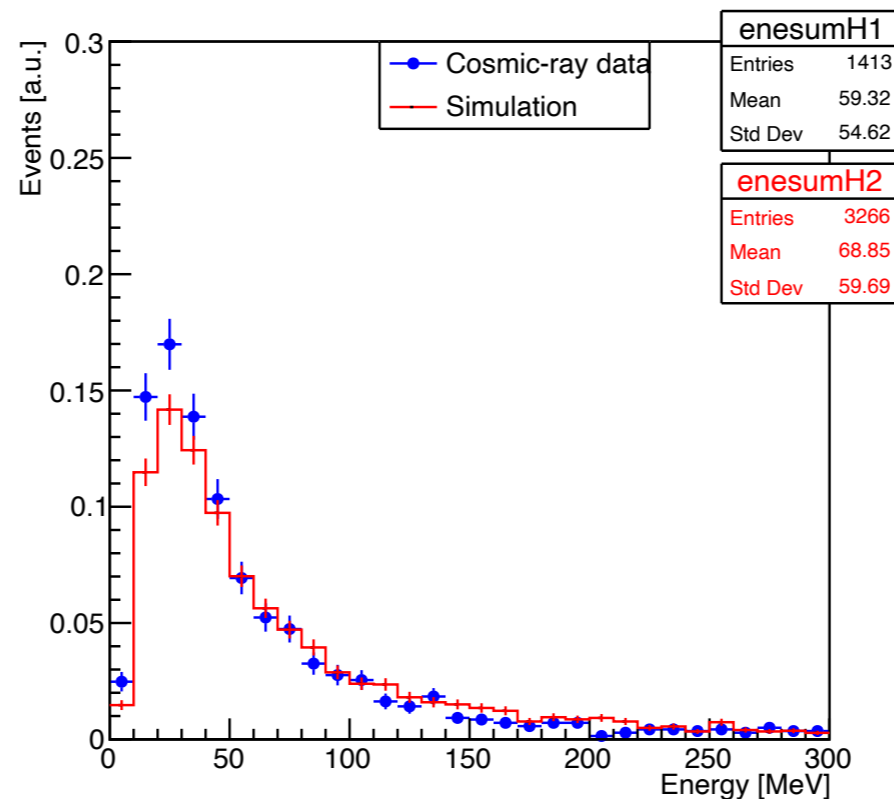 enesumH1
Entries 1413
Mean 59.32
Std Dev 54.62
enesumH2
Entries 3266
Mean 68.85
Std Dev 59.69
Cosmic-ray data
Simulation
Events [a.u.]
0.3
0.25
0.2
0.15
0.1
0.05
0
0 50 100 150 200 250 300
Energy [MeV]